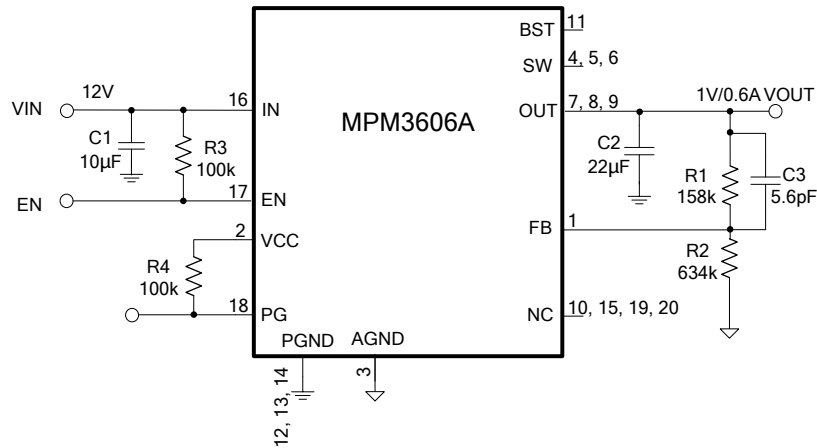 BST
11
SW
4, 5, 6
OUT
7, 8, 9
1V/0.6A VOUT
VIN
12V
16
IN
MPM3606A
C1
10µF
R3
100k
C2
22µF
R1
158k
C3
5.6pF
EN
17
EN
FB
1
2
VCC
R2
634k
R4
100k
18
PG
NC
10, 15, 19, 20
PGND
AGND
12, 13, 14
3